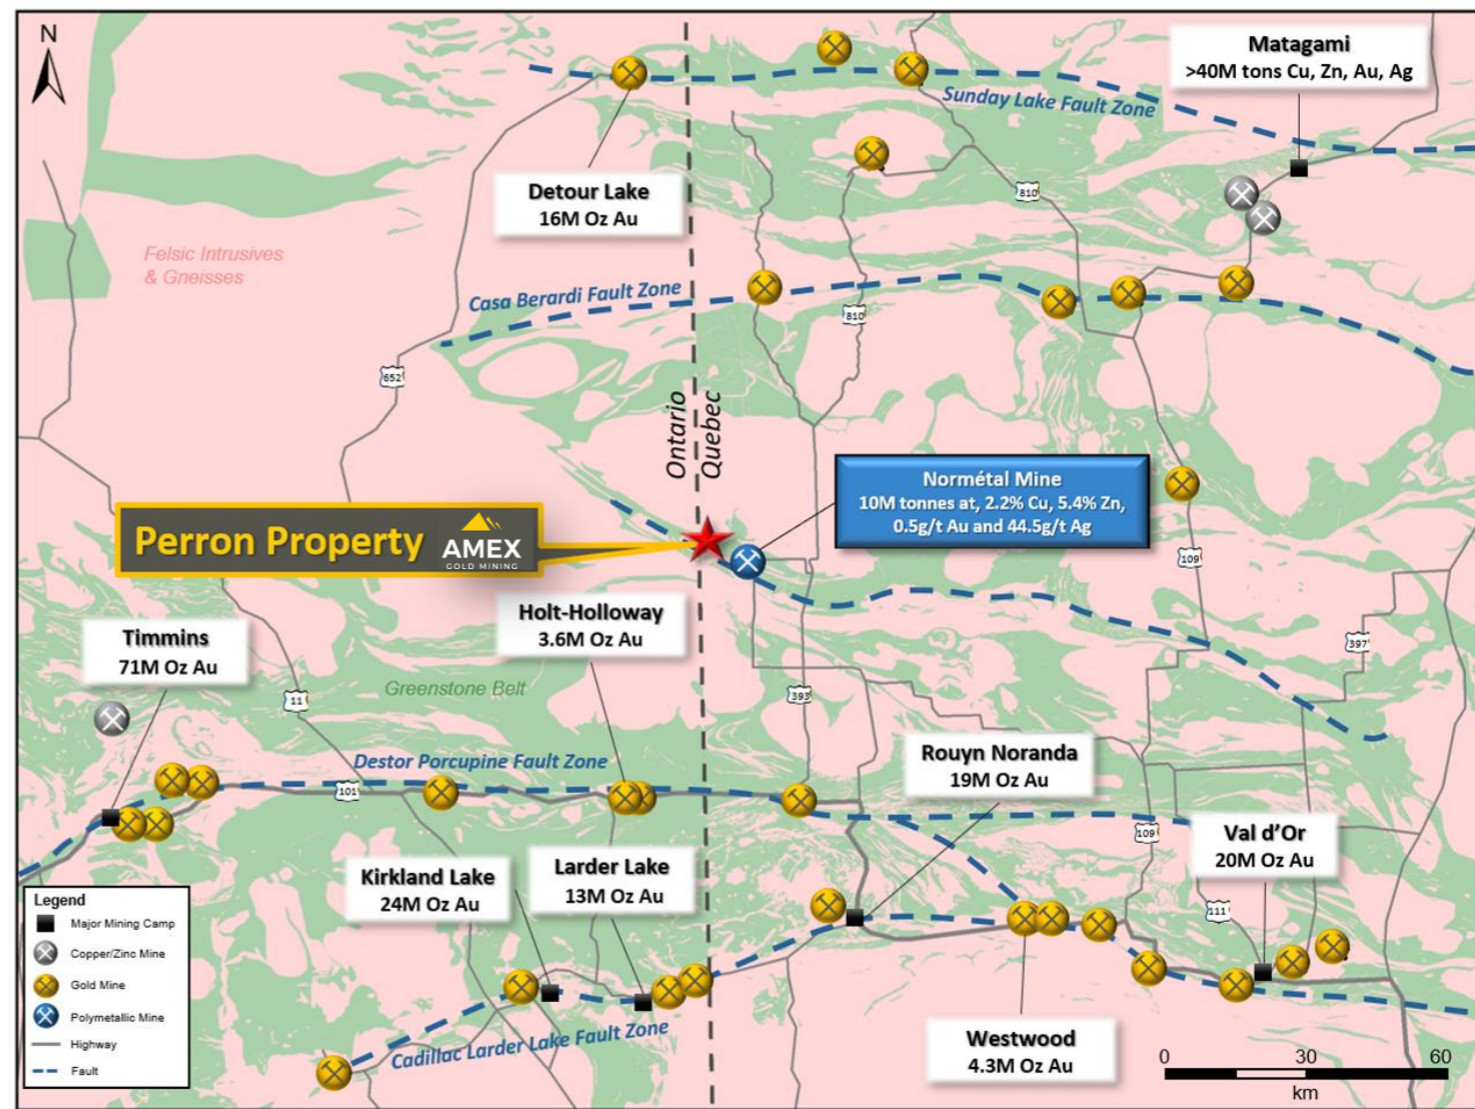 N
Matagami
>40M tons Cu, Zn, Au, Ag
Sunday Lake Fault Zone
Detour Lake
16M Oz Au
810
Felsic Intrusives
& Gneisses
Casa Berardi Fault Zone
810
652
Ontario
Quebec
Normétal Mine
10M tonnes at, 2.2% Cu, 5.4% Zn,
0.5g/t Au and 44.5g/t Ag
Perron Property
AMEX
GOLD MINING
109
Holt-Holloway
3.6M Oz Au
Timmins
71M Oz Au
397
Greenstone Belt
11
393
Destor Porcupine Fault Zone
101
Rouyn Noranda
19M Oz Au
109
Val d’Or
20M Oz Au
Kirkland Lake
24M Oz Au
Larder Lake
13M Oz Au
111
Legend
Major Mining Camp
Copper/Zinc Mine
Gold Mine
Polymetallic Mine
Highway
Fault
Cadillac Larder Lake Fault Zone
Westwood
4.3M Oz Au
0 30 60
km